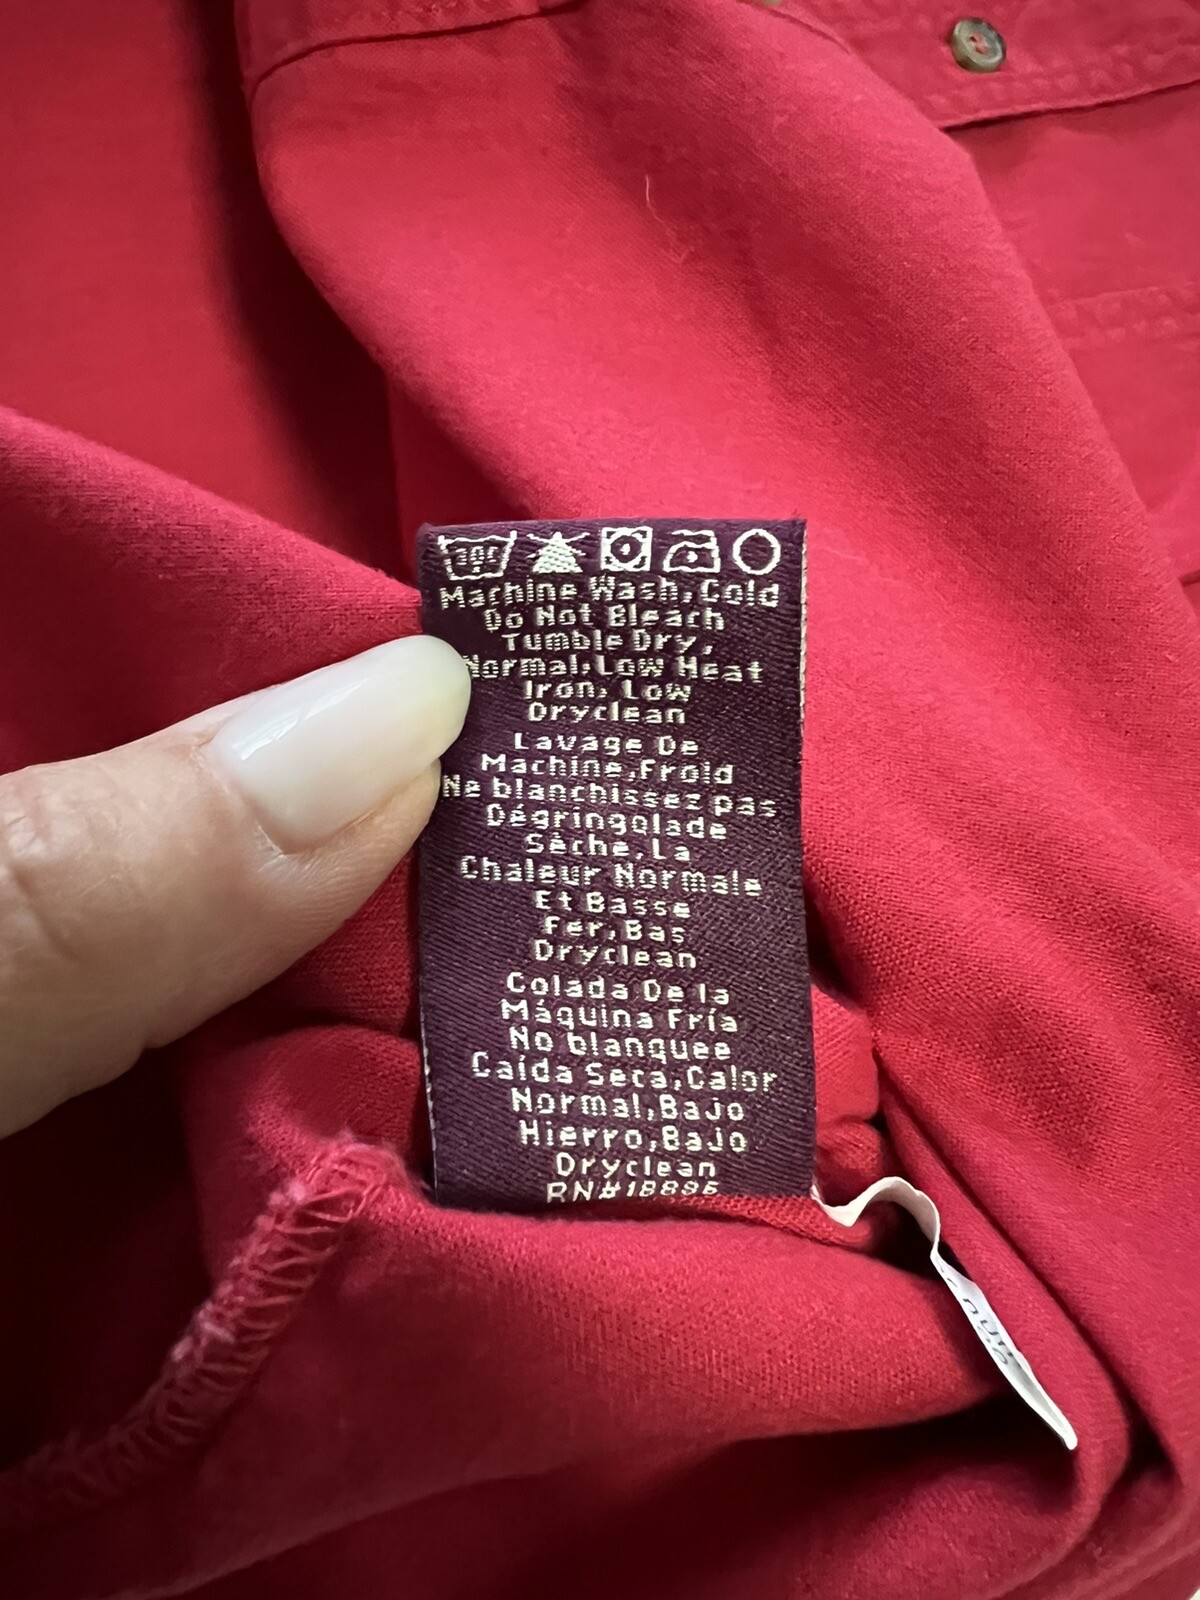 30c
Machine Wash, Cold
Do Not Bleach
Tumble Dry,
Normal, Low Heat
Iron, Low
Dryclean
Lavage De
Machine, Froid
Ne blanchissez pas
Dégringolade
Sèche, La
Chaleur Normale
Et Basse
Fer, Bas
Dryclean
Colada De la
Máquina Fría
No blanquee
Caída Seca, Calor
Normal, Bajo
Hierro, Bajo
Dryclean
RN#18886